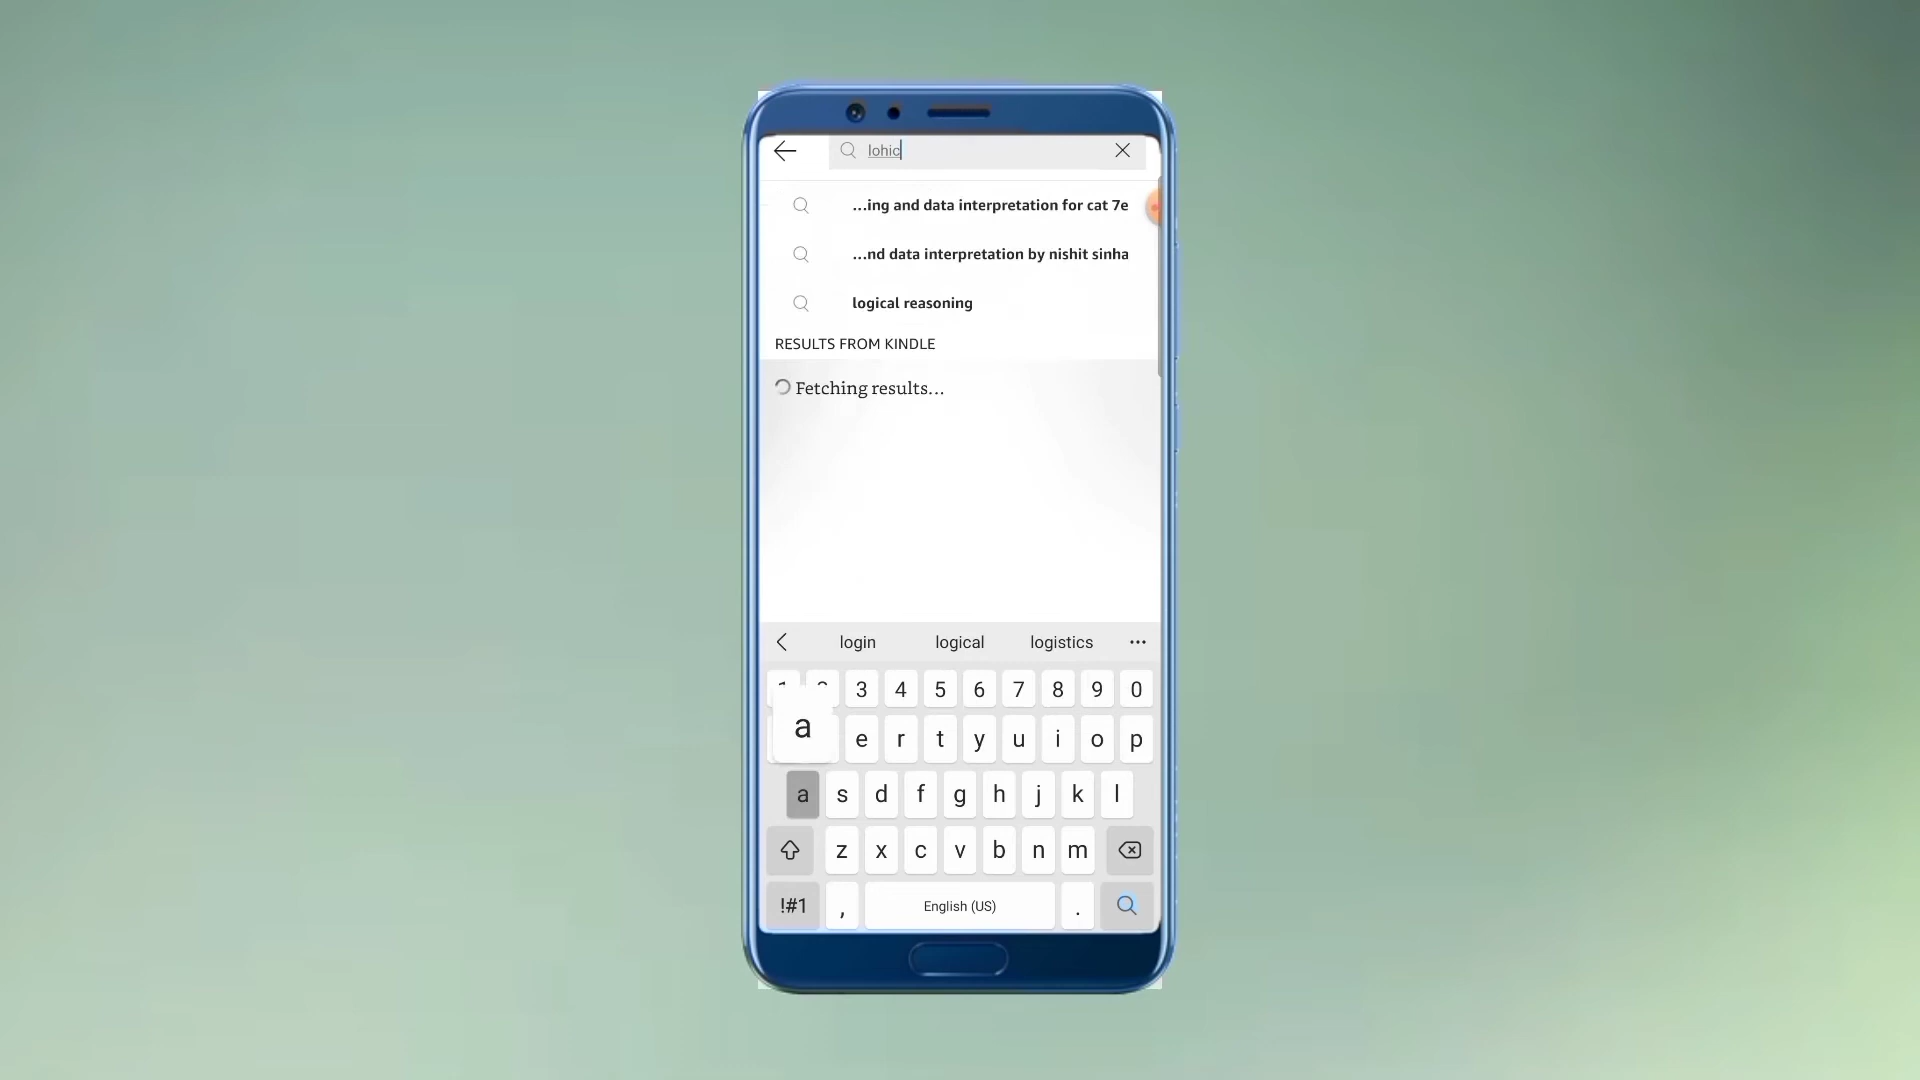 lohic
...ing and data interpretation for cat 7e
...nd data interpretation by nishit sinha
logical reasoning
RESULTS FROM KINDLE
Fetching results...
login logical logistics ...
3 4 5 6 7 8 9 0
a
e r t y u i o p
a s d f g h j k l
z x c v b n m
!#1 , English (US) .